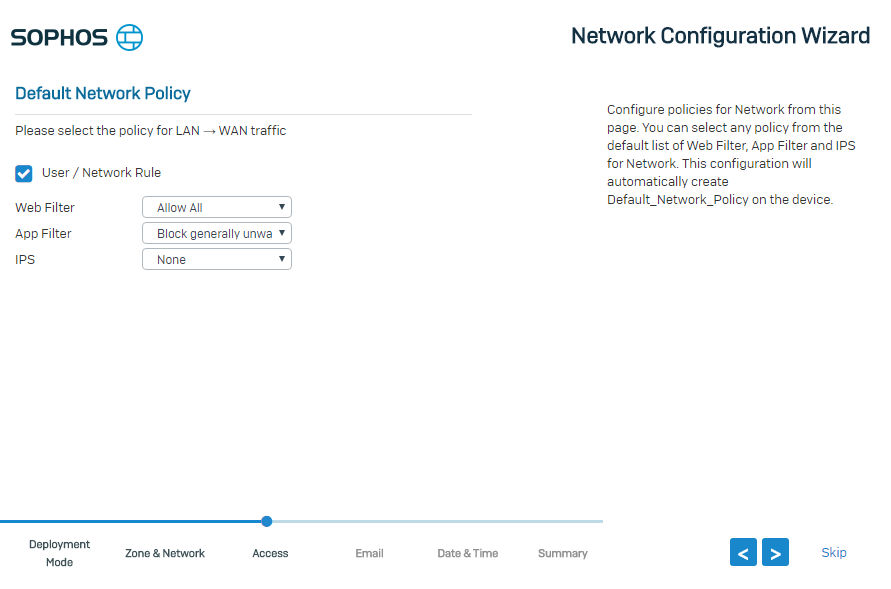 SOPHOS
Network Configuration Wizard
Default Network Policy
Please select the policy for LAN → WAN traffic
User / Network Rule
Web Filter
Allow All
App Filter
Block generally unwa
IPS
None
Configure policies for Network from this
page. You can select any policy from the
default list of Web Filter, App Filter and IPS
for Network. This configuration will
automatically create
Default_Network_Policy on the device.
Deployment
Mode
Zone & Network
Access
Email
Date & Time
Summary
<
>
Skip